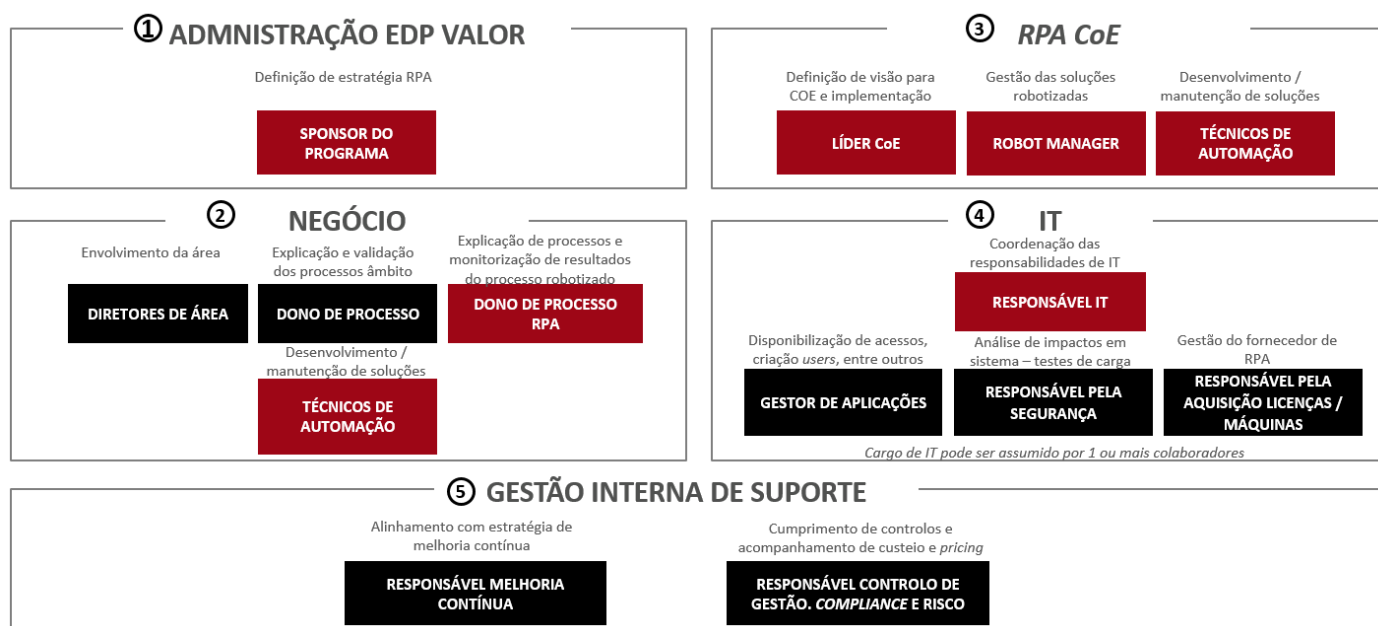 1 ADMNISTRAÇÃO EDP VALOR
Definição de estratégia RPA
SPONSOR DO
PROGRAMA
3 RPA CoE
Definição de visão para
COE e implementação
LÍDER CoE
Gestão das soluções
robotizadas
ROBOT MANAGER
Desenvolvimento /
manutenção de soluções
TÉCNICOS DE
AUTOMAÇÃO
2 NEGÓCIO
Envolvimento da área
DIRETORES DE ÁREA
Explicação e validação
dos processos âmbito
DONO DE PROCESSO
Explicação de processos e
monitorização de resultados
do processo robotizado
DONO DE PROCESSO
RPA
Desenvolvimento /
manutenção de soluções
TÉCNICOS DE
AUTOMAÇÃO
4 IT
Coordenação das
responsabilidades de IT
RESPONSÁVEL IT
Disponibilização de acessos,
criação users, entre outros
GESTOR DE APLICAÇÕES
Análise de impactos em
sistema – testes de carga
RESPONSÁVEL PELA
SEGURANÇA
Gestão do fornecedor de
RPA
RESPONSÁVEL PELA
AQUISIÇÃO LICENÇAS /
MÁQUINAS
Cargo de IT pode ser assumido por 1 ou mais colaboradores
5 GESTÃO INTERNA DE SUPORTE
Alinhamento com estratégia de
melhoria contínua
RESPONSÁVEL MELHORIA
CONTÍNUA
Cumprimento de controlos e
acompanhamento de custeio e pricing
RESPONSÁVEL CONTROLO DE
GESTÃO. COMPLIANCE E RISCO